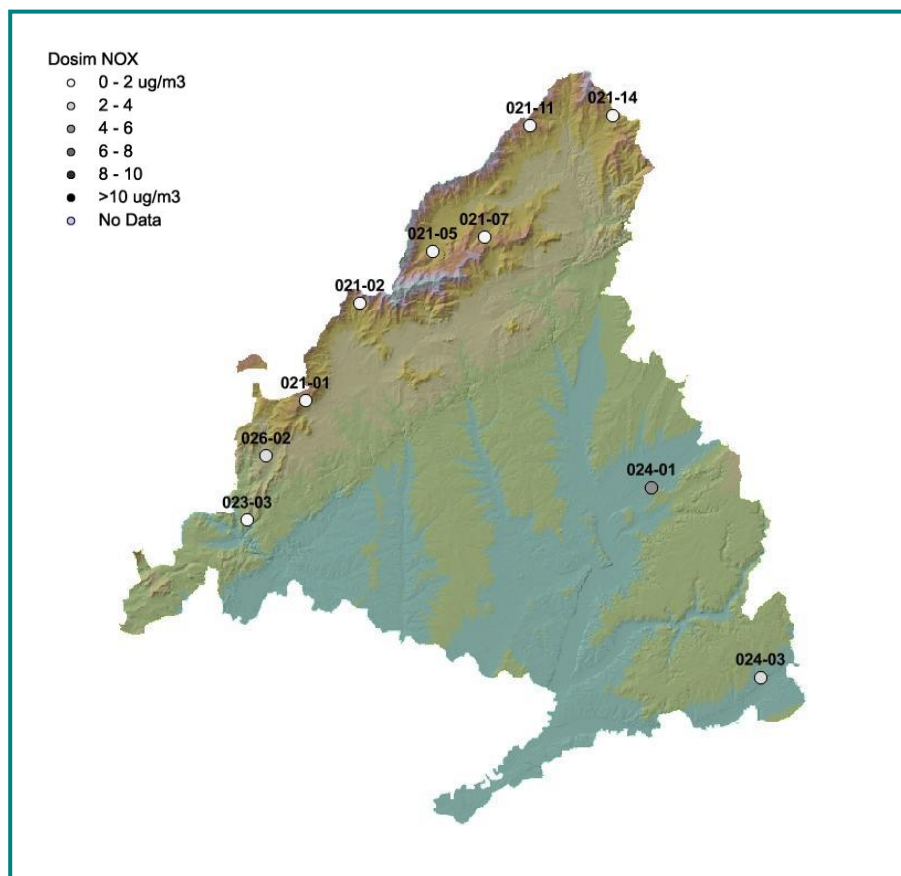 Dosim NOX
0 - 2 ug/m3
2 - 4
4 - 6
6 - 8
8 - 10
>10 ug/m3
No Data
021-14
021-11
021-07
021-05
021-02
021-01
026-02
024-01
023-03
024-03